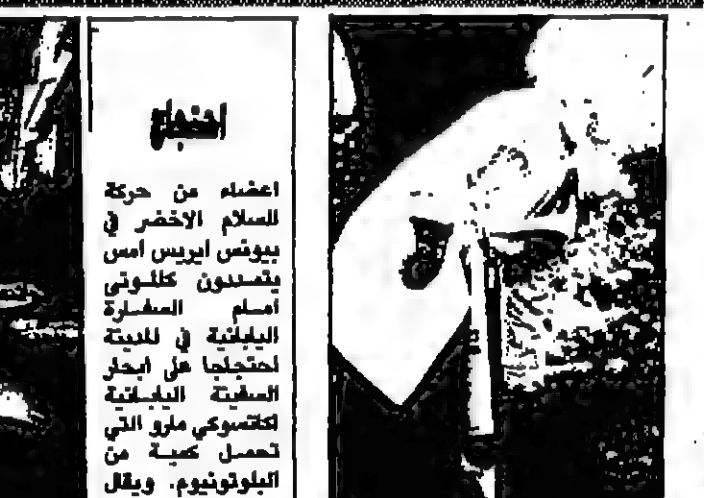 احتجاج
اعضاء من حركة
السلام الاخضر في
بيونس ايريس امس
يتمددون كالموتى
امام السفارة
اليابانية في المدينة
احتجاجا على ابحار
السفينة اليابانية
اكاتسوكي مارو التي
تحمل كمية من
البلوتونيوم. ويقال